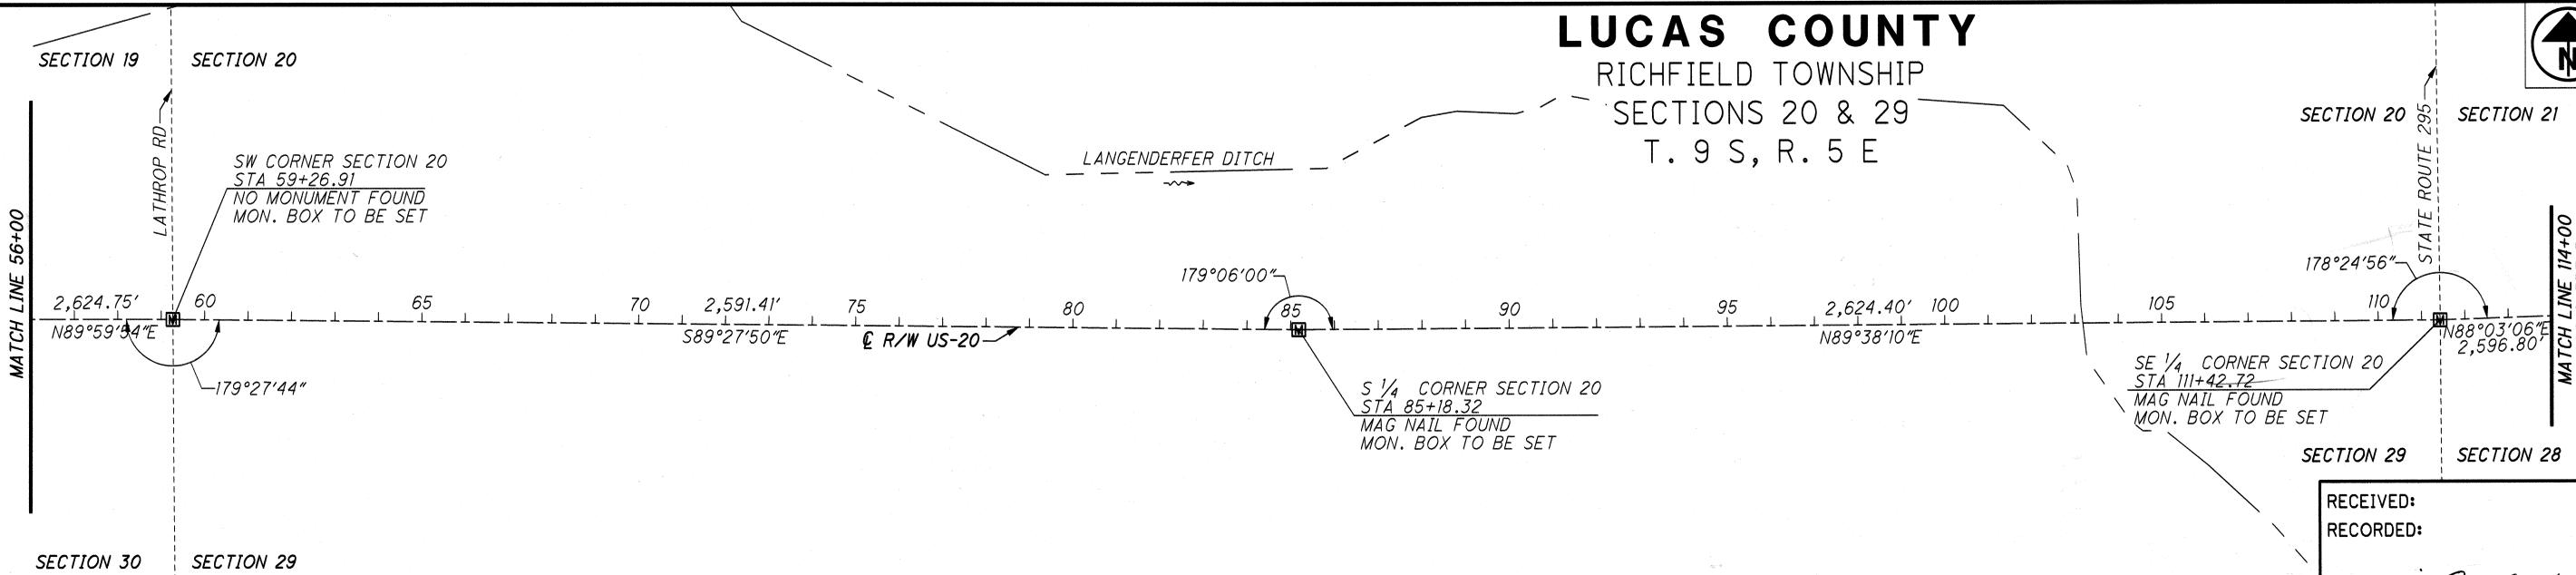 LUCAS COUNTY
RICHFIELD TOWNSHIP
SECTIONS 20 & 29
T. 9 S, R. 5 E
N
SECTION 19
SECTION 20
SECTION 20
SECTION 21
LATHROP RD
STATE ROUTE 295
SW CORNER SECTION 20
STA 59+26.91
NO MONUMENT FOUND
MON. BOX TO BE SET
LANGENDERFER DITCH
MATCH LINE 56+00
MATCH LINE 114+00
179°06'00"
178°24'56"
2,624.75' 60 65 70 2,591.41' 75 80 85 90 95 2,624.40' 100 105 110
N89°59'54"E
S89°27'50"E
℄ R/W US-20
N89°38'10"E
N88°03'06"E
2,596.80'
179°27'44"
S 1/4 CORNER SECTION 20
STA 85+18.32
MAG NAIL FOUND
MON. BOX TO BE SET
SE 1/4 CORNER SECTION 20
STA 111+42.72
MAG NAIL FOUND
MON. BOX TO BE SET
SECTION 29
SECTION 28
SECTION 30
SECTION 29
RECEIVED:
RECORDED: